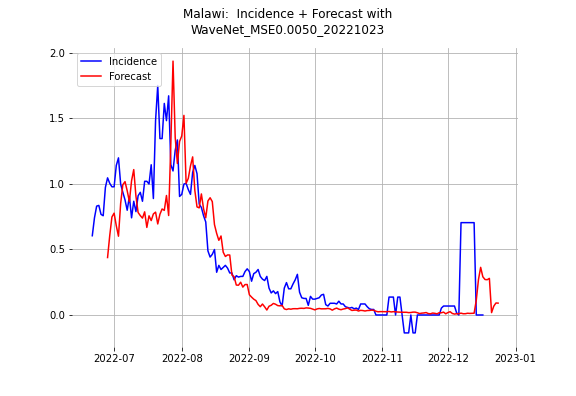 Malawi:  Incidence + Forecast with
WaveNet_MSE0.0050_20221023
Incidence
Forecast
2.0
1.5
1.0
0.5
0.0
2022-07 2022-08 2022-09 2022-10 2022-11 2022-12 2023-01